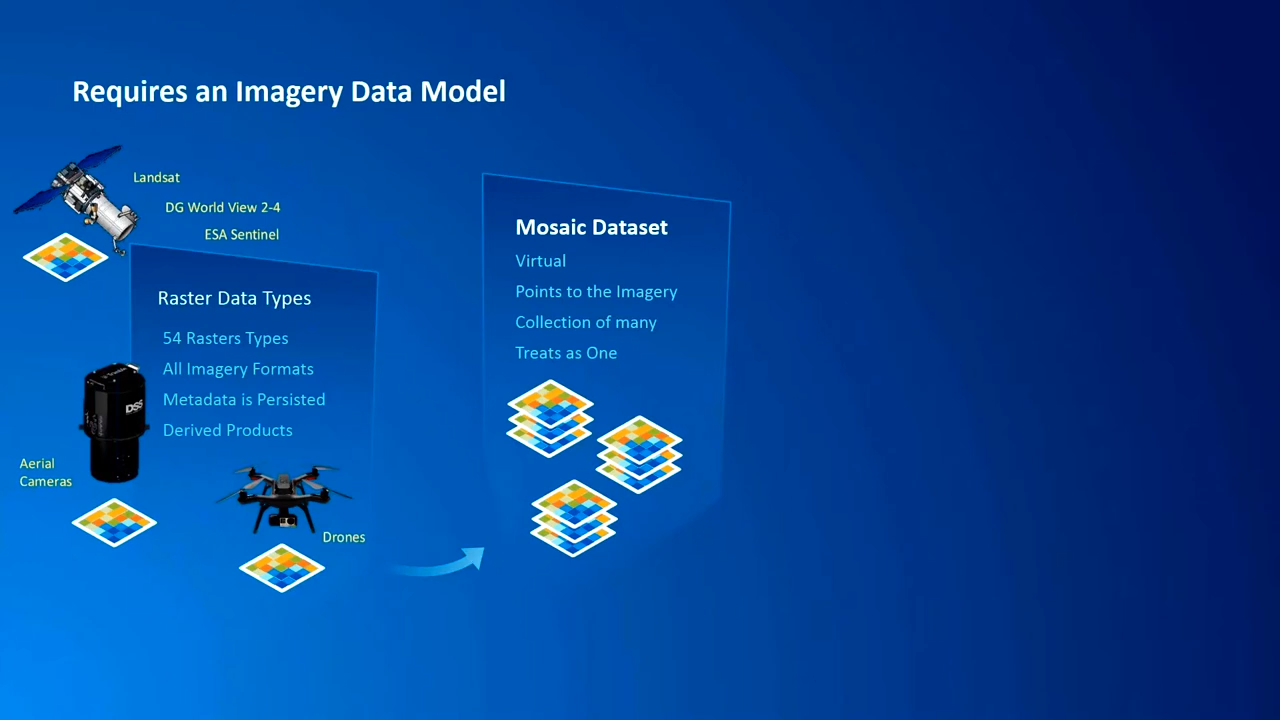 Requires an Imagery Data Model
Landsat
DG World View 2-4
ESA Sentinel
Raster Data Types
54 Rasters Types
All Imagery Formats
Metadata is Persisted
Derived Products
DSS
Aerial
Cameras
Drones
Mosaic Dataset
Virtual
Points to the Imagery
Collection of many
Treats as One